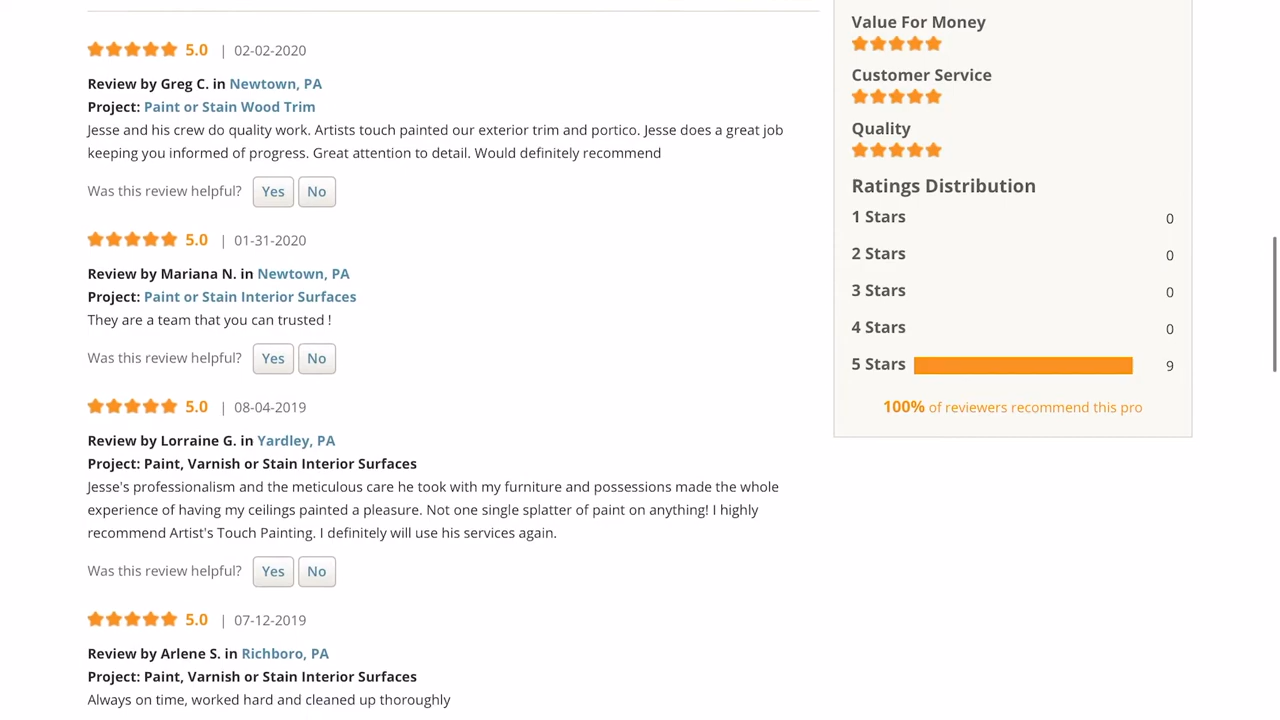 5.0 | 02-02-2020
Review by Greg C. in Newtown, PA
Project: Paint or Stain Wood Trim
Jesse and his crew do quality work. Artists touch painted our exterior trim and portico. Jesse does a great job
keeping you informed of progress. Great attention to detail. Would definitely recommend
Was this review helpful? Yes No
5.0 | 01-31-2020
Review by Mariana N. in Newtown, PA
Project: Paint or Stain Interior Surfaces
They are a team that you can trusted !
Was this review helpful? Yes No
5.0 | 08-04-2019
Review by Lorraine G. in Yardley, PA
Project: Paint, Varnish or Stain Interior Surfaces
Jesse's professionalism and the meticulous care he took with my furniture and possessions made the whole
experience of having my ceilings painted a pleasure. Not one single splatter of paint on anything! I highly
recommend Artist's Touch Painting. I definitely will use his services again.
Was this review helpful? Yes No
5.0 | 07-12-2019
Review by Arlene S. in Richboro, PA
Project: Paint, Varnish or Stain Interior Surfaces
Always on time, worked hard and cleaned up thoroughly
Value For Money
Customer Service
Quality
Ratings Distribution
1 Stars 0
2 Stars 0
3 Stars 0
4 Stars 0
5 Stars 9
100% of reviewers recommend this pro